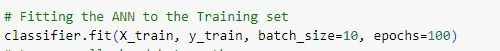 # Fitting the ANN to the Training set
classifier.fit(X_train, y_train, batch_size=10, epochs=100)